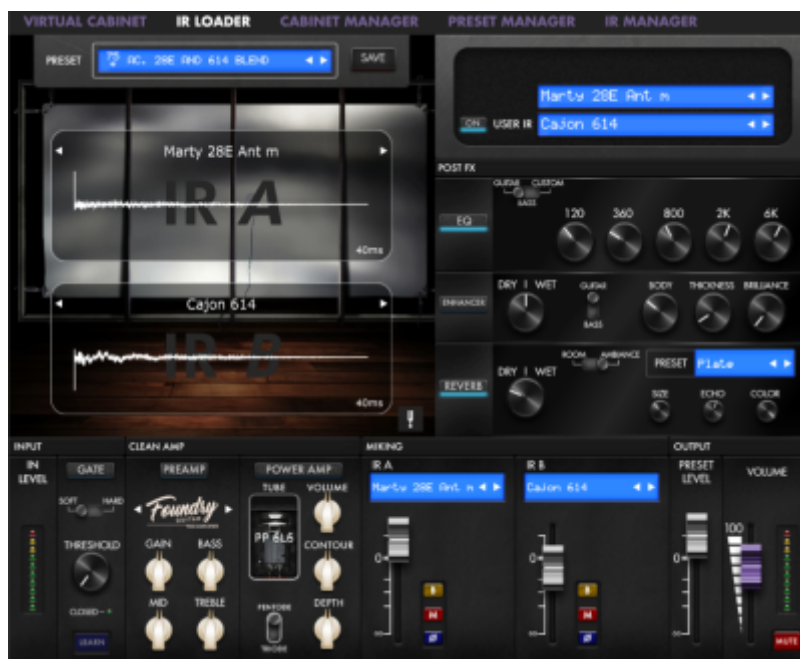 VIRTUAL CABINET IR LOADER CABINET MANAGER PRESET MANAGER IR MANAGER
PRESET AC. 28E AND 614 BLEND SAVE
Marty 28E Ant m
ON USER IR Cajon 614
Marty 28E Ant m
IR A
40ms
Cajon 614
IR B
40ms
POST FX
GUITAR CUSTOM
BASS
EQ
120 360 800 2K 6K
ENHANCER
DRY | WET
GUITAR
BASS
BODY THICKNESS BRILLIANCE
REVERB
DRY | WET
ROOM AMBIANCE
PRESET Plate
SIZE ECHO COLOR
INPUT
IN LEVEL
GATE
SOFT HARD
THRESHOLD
CLOSED
LEARN
CLEAN AMP
PREAMP
Foundry
GAIN BASS
MID TREBLE
POWER AMP
TUBE VOLUME
PP 6L6
CONTOUR
PENTODE
TRIODE
DEPTH
MIKING
IR A
Marty 28E Ant m
0
-∞
M
Ø
IR B
Cajon 614
0
-∞
M
Ø
OUTPUT
PRESET LEVEL
0
-∞
VOLUME
100
MUTE